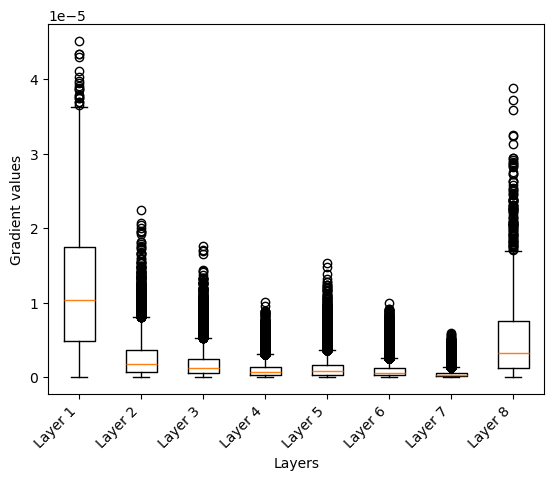 1e−5
4
3
2
1
0
Gradient values
Layer 1
Layer 2
Layer 3
Layer 4
Layer 5
Layer 6
Layer 7
Layer 8
Layers